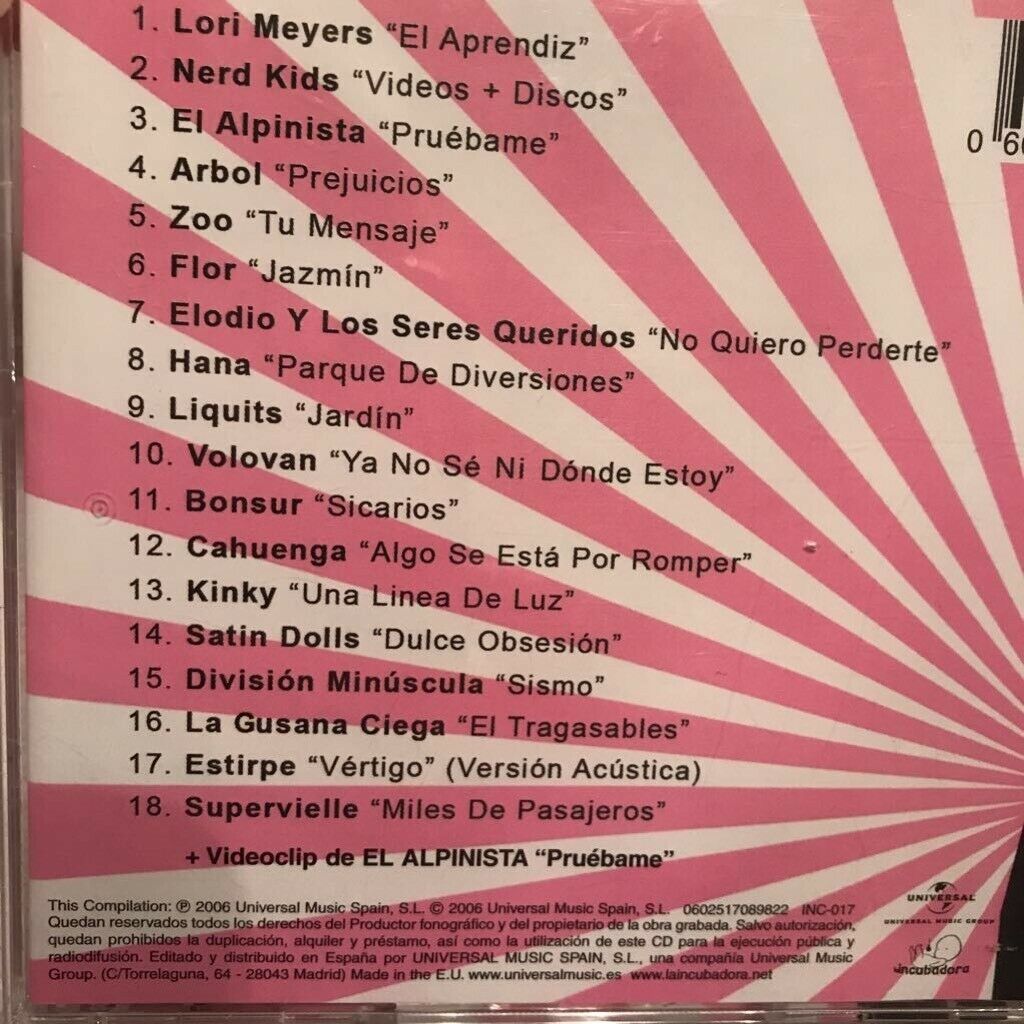 1. Lori Meyers “El Aprendiz”
2. Nerd Kids “Videos + Discos”
3. El Alpinista “Pruébame”
4. Arbol “Prejuicios”
5. Zoo “Tu Mensaje”
6. Flor “Jazmín”
7. Elodio Y Los Seres Queridos “No Quiero Perderte”
8. Hana “Parque De Diversiones”
9. Liquits “Jardín”
10. Volovan “Ya No Sé Ni Dónde Estoy”
11. Bonsur “Sicarios”
12. Cahuenga “Algo Se Está Por Romper”
13. Kinky “Una Linea De Luz”
14. Satin Dolls “Dulce Obsesión”
15. División Minúscula “Sismo”
16. La Gusana Ciega “El Tragasables”
17. Estirpe “Vértigo” (Versión Acústica)
18. Supervielle “Miles De Pasajeros”
+ Videoclip de EL ALPINISTA “Pruébame”
This Compilation: ℗ 2006 Universal Music Spain, S.L. © 2006 Universal Music Spain, S.L. 0602517089822 INC-017
Quedan reservados todos los derechos del Productor fonográfico y del propietario de la obra grabada. Salvo autorización,
quedan prohibidos la duplicación, alquiler y préstamo, así como la utilización de este CD para la ejecución pública y
radiodifusión. Editado y distribuido en España por UNIVERSAL MUSIC SPAIN, S.L., una compañía Universal Music
Group. (C/Torrelaguna, 64 - 28043 Madrid) Made in the E.U. www.universalmusic.es www.laincubadora.net
UNIVERSAL
UNIVERSAL MUSIC GROUP
incubadora
0